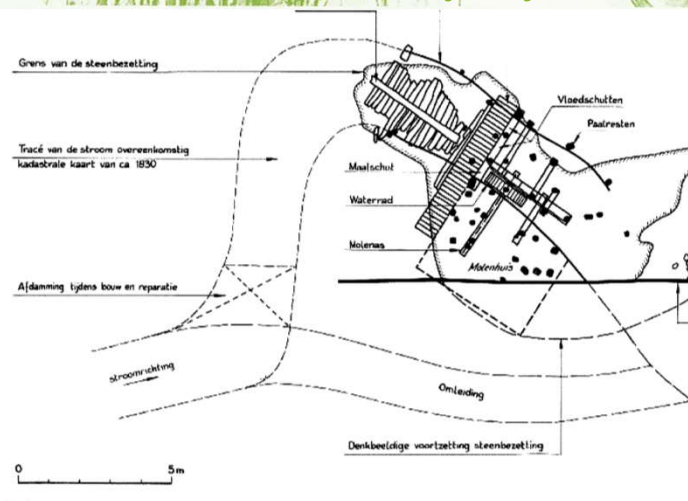 Grens van de steenbezetting
Vloedschutten
Paalresten
Tracé van de stroom overeenkomstig
kadastrale kaart van ca 1830
Maalschut
Waterrad
Molenas
Molenhuis
Afdamming tijdens bouw en reparatie
stroomrichting
Omleiding
Denkbeeldige voortzetting steenbezetting
0 5m